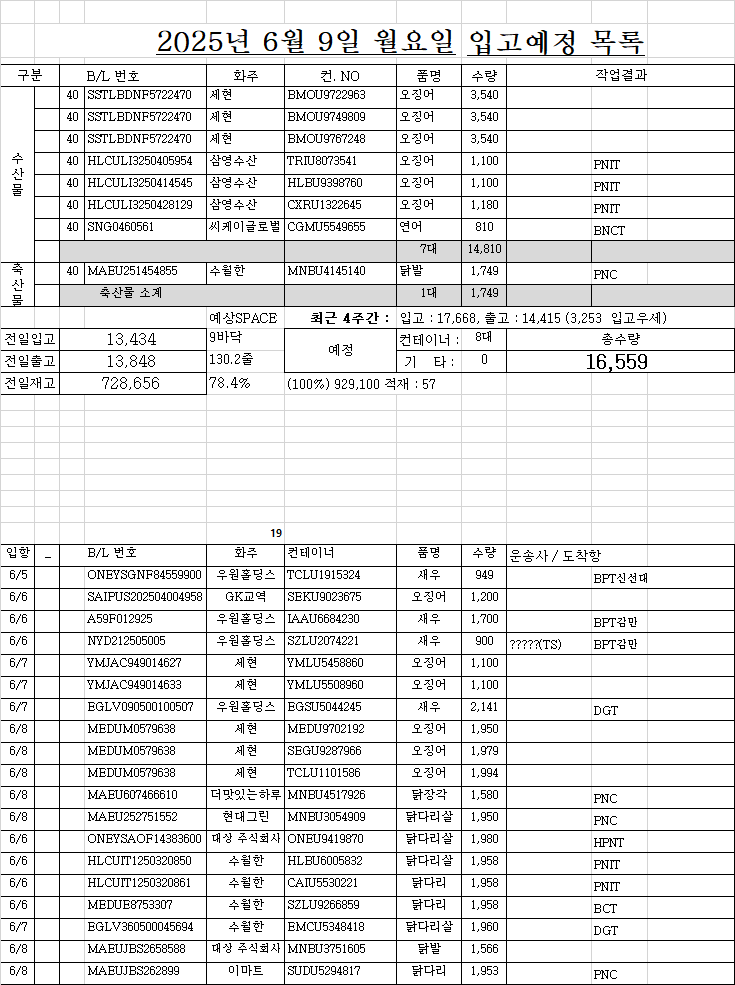 2025년 6월 9일 월요일 입고예정 목록
구분 B/L 번호 화주 컨. NO 품명 수량 작업결과
수산물
40 SSTLBDNF5722470 제현 BMOU9722963 오징어 3,540
40 SSTLBDNF5722470 제현 BMOU9749809 오징어 3,540
40 SSTLBDNF5722470 제현 BMOU9767248 오징어 3,540
40 HLCULI3250405954 삼영수산 TRIU8073541 오징어 1,100 PNIT
40 HLCULI3250414545 삼영수산 HLBU9398760 오징어 1,100 PNIT
40 HLCULI3250428129 삼영수산 CXRU1322645 오징어 1,180 PNIT
40 SNG0460561 씨케이글로벌 CGMU5549655 연어 810 BNCT
7대 14,810
축산물
40 MAEU251454855 수월한 MNBU4145140 닭발 1,749 PNC
축산물 소계 1대 1,749
예상SPACE 최근 4주간 : 입고 : 17,668, 출고 : 14,415 (3,253 입고우세)
전일입고 13,434 9바닥 예정 컨테이너 : 8대 총수량
전일출고 13,848 130.2줄 기 타 : 0 16,559
전일재고 728,656 78.4% (100%) 929,100 적재 : 57
19
입항 _ B/L 번호 화주 컨테이너 품명 수량 운송사 / 도착항
6/5 ONEYSGNF84559900 우원홀딩스 TCLU1915324 새우 949 BPT신선대
6/6 SAIPUS202504004958 GK교역 SEKU9023675 오징어 1,200
6/6 A59F012925 우원홀딩스 IAAU6684230 새우 1,700 BPT감만
6/6 NYD212505005 우원홀딩스 SZLU2074221 새우 900 ?????(TS) BPT감만
6/7 YMJAC949014627 제현 YMLU5458860 오징어 1,100
6/7 YMJAC949014633 제현 YMLU5508960 오징어 1,100
6/7 EGLV090500100507 우원홀딩스 EGSU5044245 새우 2,141 DGT
6/8 MEDUM0579638 제현 MEDU9702192 오징어 1,950
6/8 MEDUM0579638 제현 SEGU9287966 오징어 1,979
6/8 MEDUM0579638 제현 TCLU1101586 오징어 1,994
6/8 MAEU607466610 더맛있는하루 MNBU4517926 닭장각 1,580 PNC
6/8 MAEU252751552 현대그린 MNBU3054909 닭다리살 1,950 PNC
6/6 ONEYSAOF14383600 대상 주식회사 ONEU9419870 닭다리살 1,980 HPNT
6/6 HLCUIT1250320850 수월한 HLBU6005832 닭다리살 1,958 PNIT
6/6 HLCUIT1250320861 수월한 CAIU5530221 닭다리 1,958 PNIT
6/6 MEDUE8753307 수월한 SZLU9266859 닭다리 1,958 BCT
6/7 EGLV360500045694 수월한 EMCU5348418 닭다리살 1,960 DGT
6/8 MAEUJBS2658588 대상 주식회사 MNBU3751605 닭발 1,566
6/8 MAEUJBS262899 이마트 SUDU5294817 닭다리 1,953 PNC